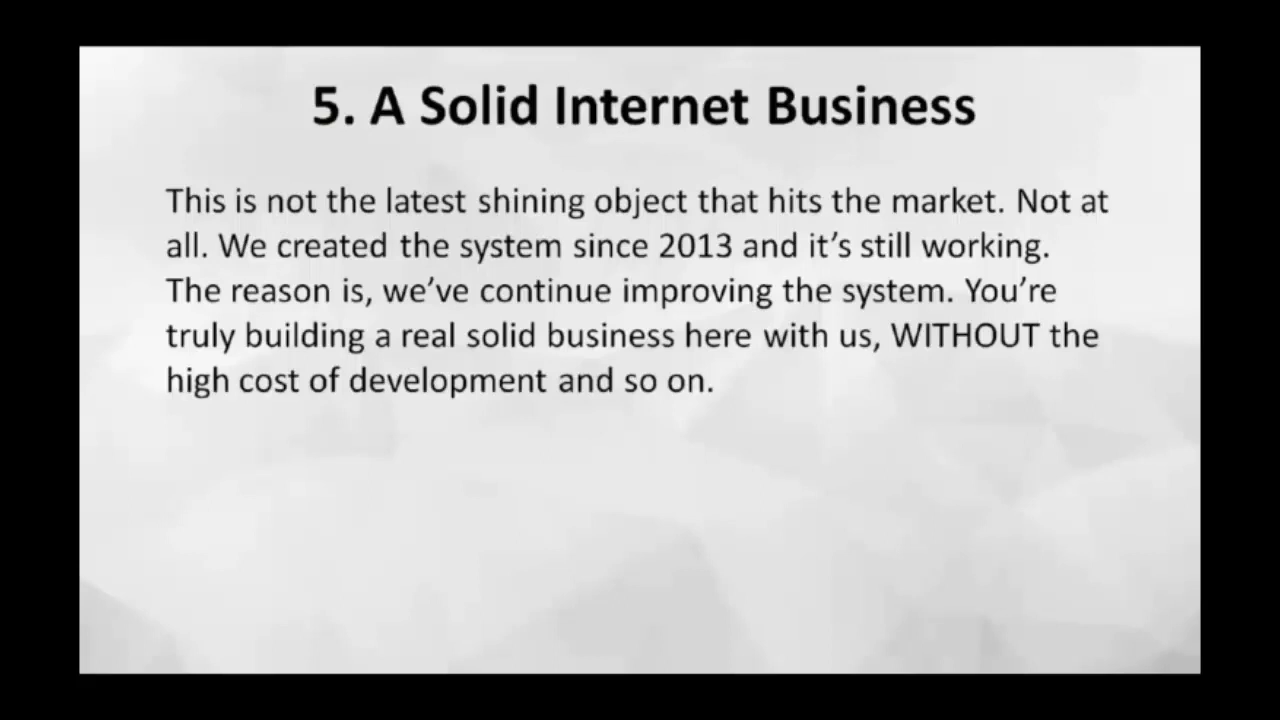 5. A Solid Internet Business
This is not the latest shining object that hits the market. Not at
all. We created the system since 2013 and it's still working.
The reason is, we've continue improving the system. You're
truly building a real solid business here with us, WITHOUT the
high cost of development and so on.